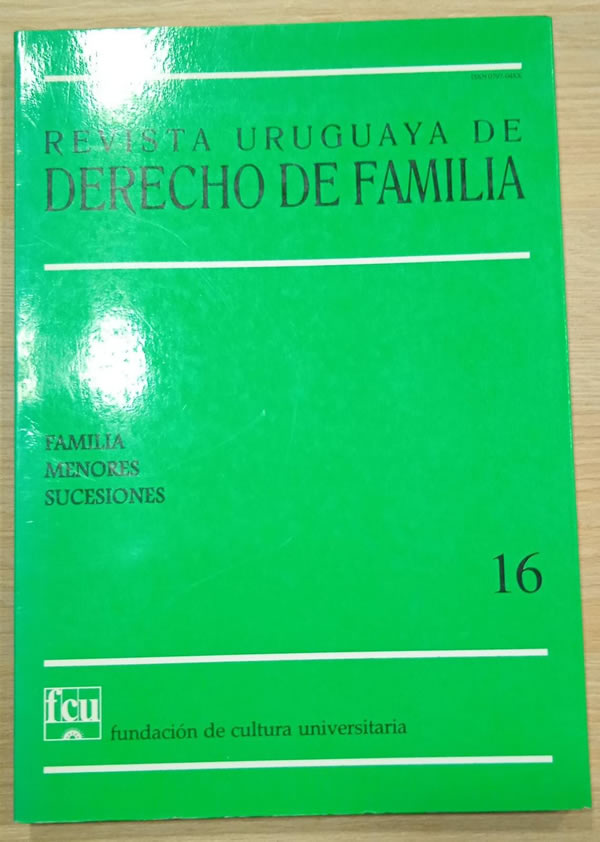 REVISTA URUGUAYA DE
DERECHO DE FAMILIA
FAMILIA
MENORES
SUCESIONES
16
fcu
fundación de cultura universitaria